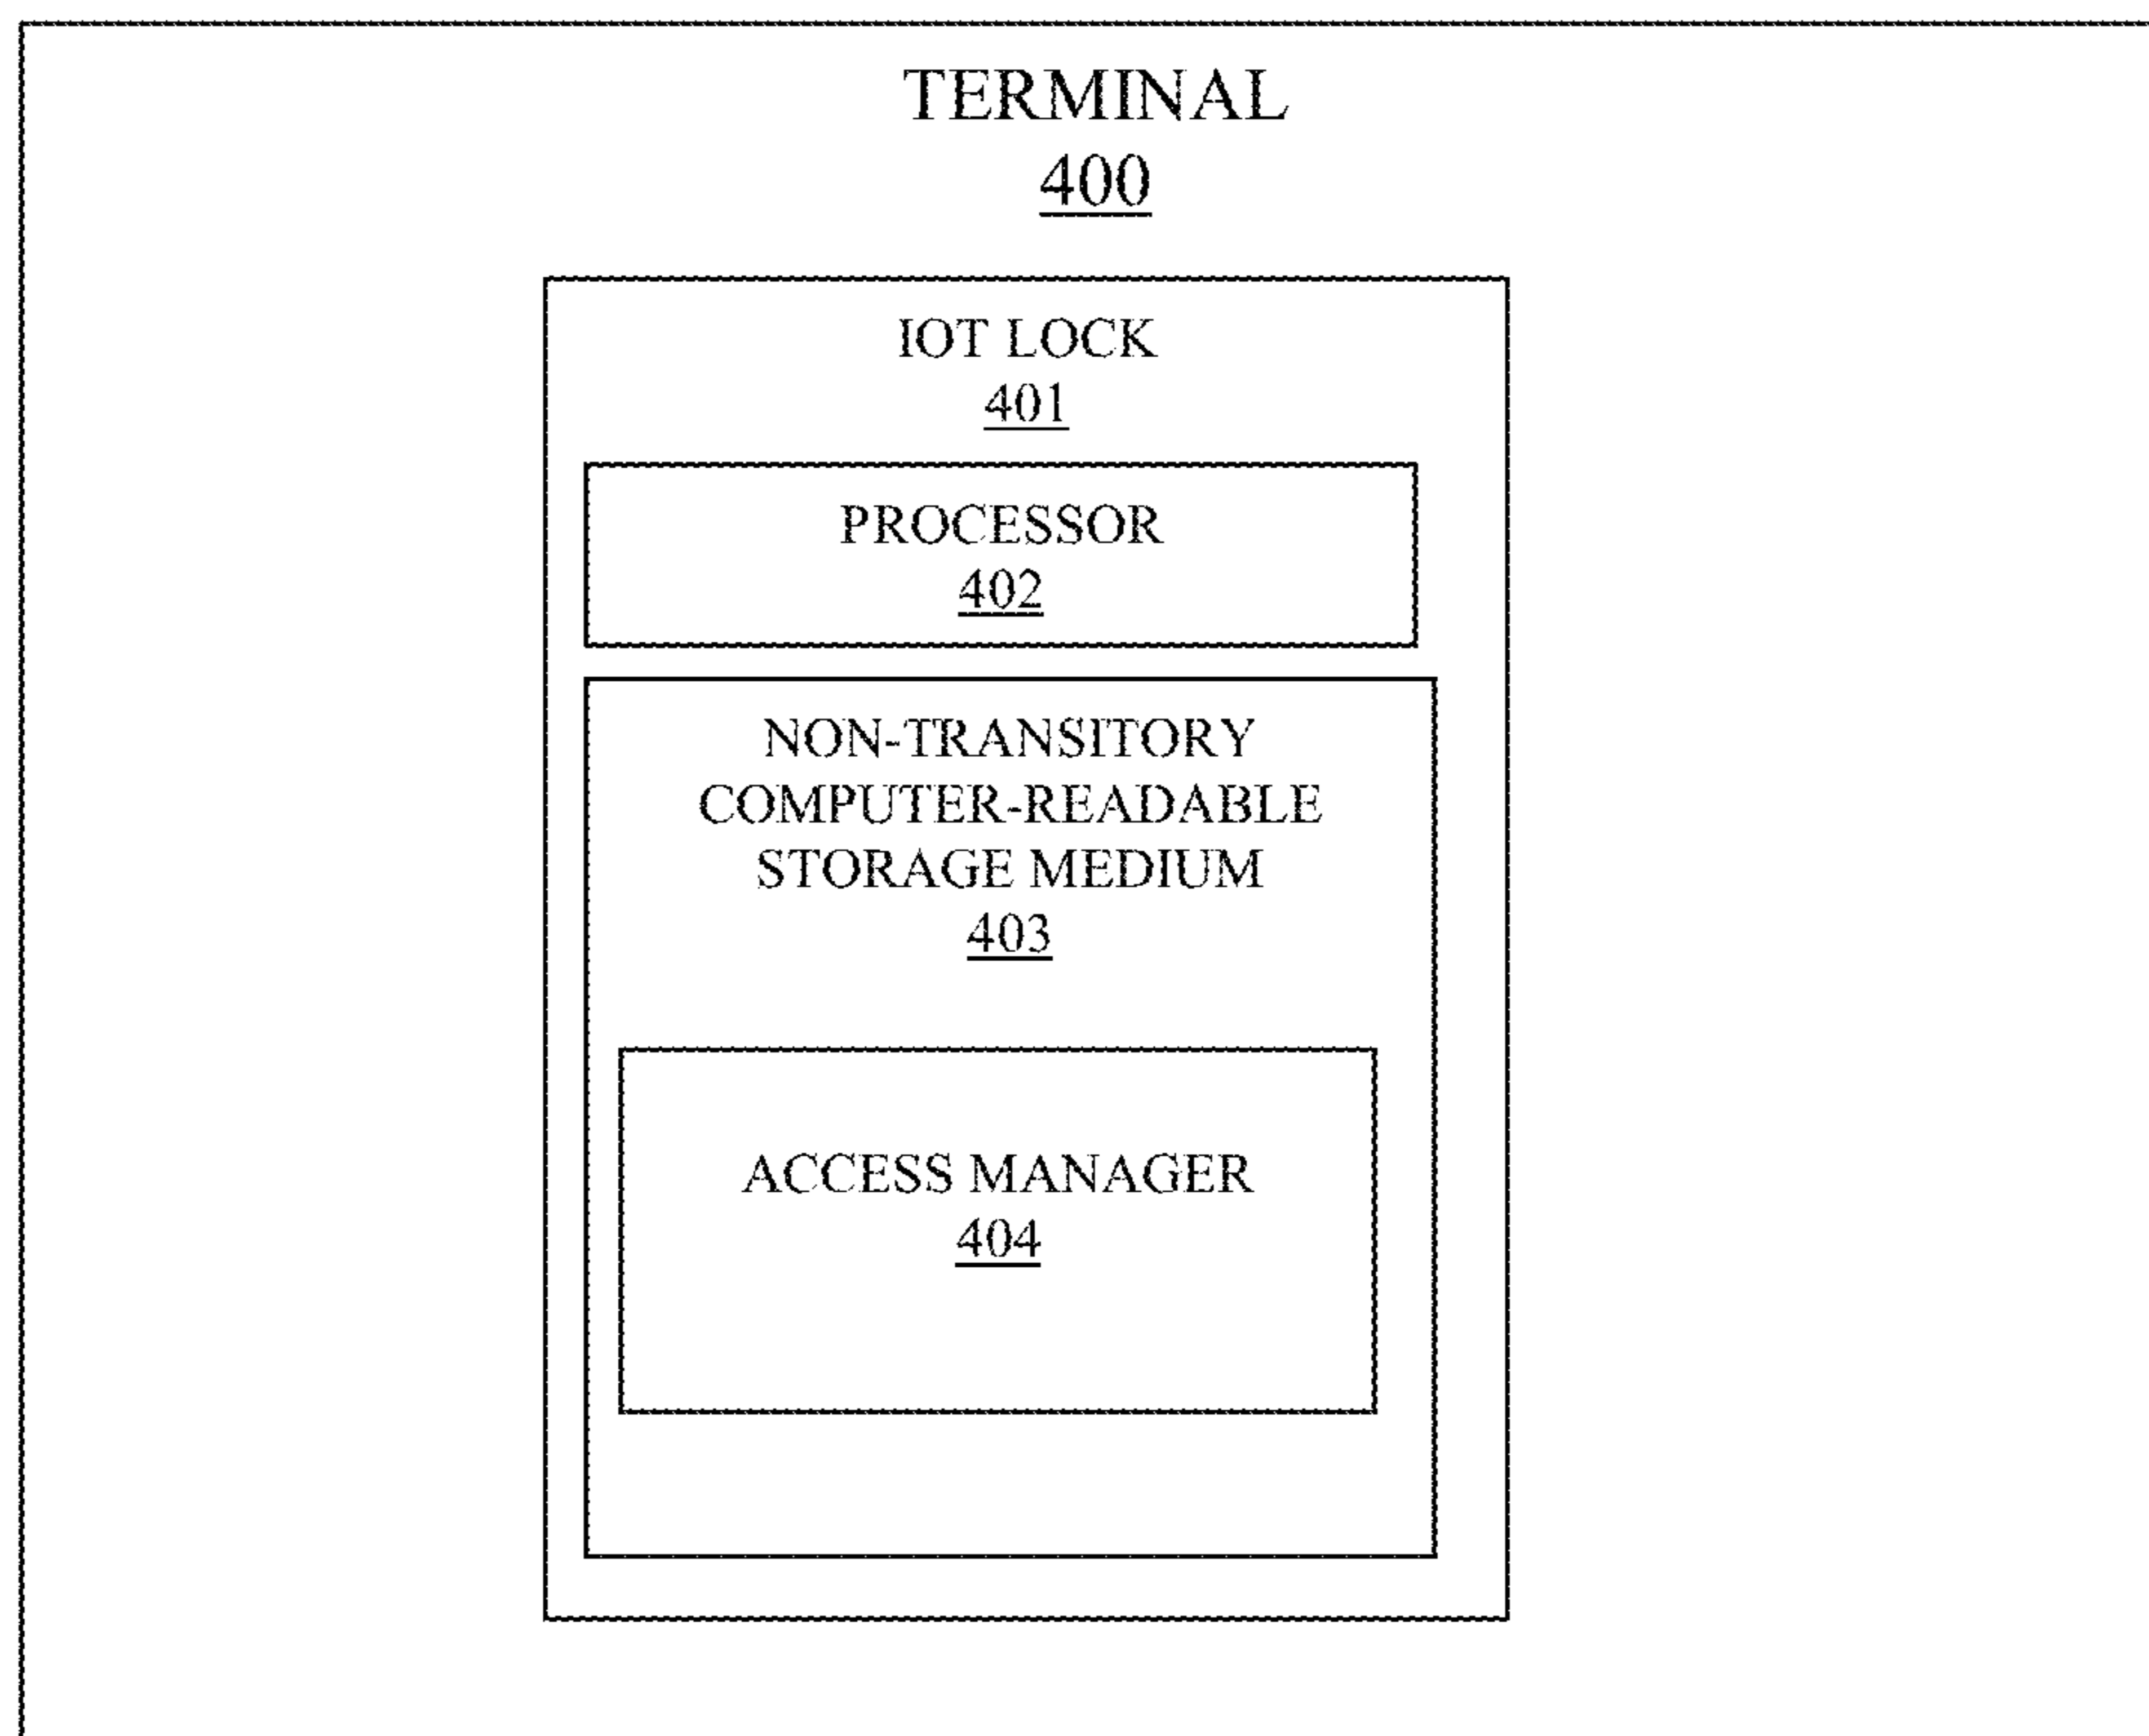 TERMINAL
400
IOT LOCK
401
PROCESSOR
402
NON-TRANSITORY
COMPUTER-READABLE
STORAGE MEDIUM
403
ACCESS MANAGER
404